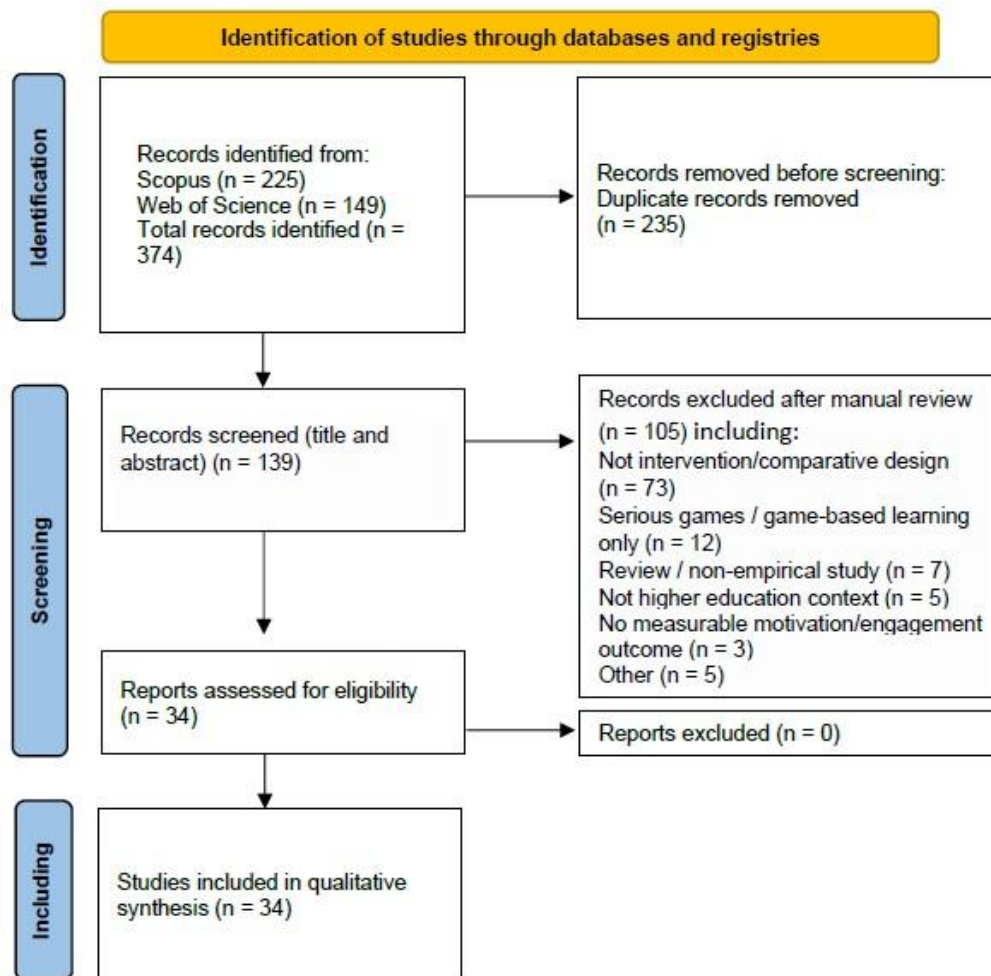 Identification of studies through databases and registries
Identification
Records identified from:
Scopus (n = 225)
Web of Science (n = 149)
Total records identified (n =
374)
Records removed before screening:
Duplicate records removed
(n = 235)
Screening
Records screened (title and
abstract) (n = 139)
Records excluded after manual review
(n = 105) including:
Not intervention/comparative design
(n = 73)
Serious games / game-based learning
only (n = 12)
Review / non-empirical study (n = 7)
Not higher education context (n = 5)
No measurable motivation/engagement
outcome (n = 3)
Other (n = 5)
Reports assessed for eligibility
(n = 34)
Reports excluded (n = 0)
Including
Studies included in qualitative
synthesis (n = 34)